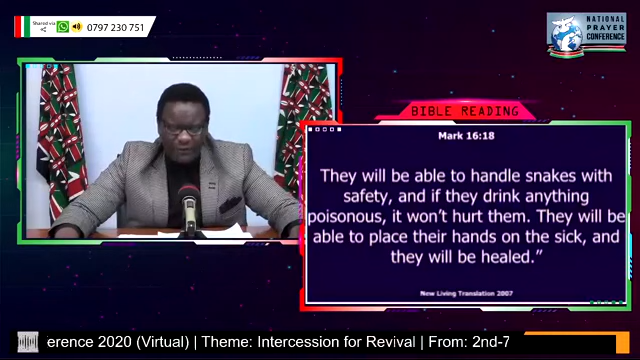 Shared via
0797 230 751
NATIONAL
PRAYER
CONFERENCE
BIBLE READING
Mark 16:18
They will be able to handle snakes with
safety, and if they drink anything
poisonous, it won't hurt them. They will be
able to place their hands on the sick, and
they will be healed.”
New Living Translation 2007
erence 2020 (Virtual) | Theme: Intercession for Revival | From: 2nd-7